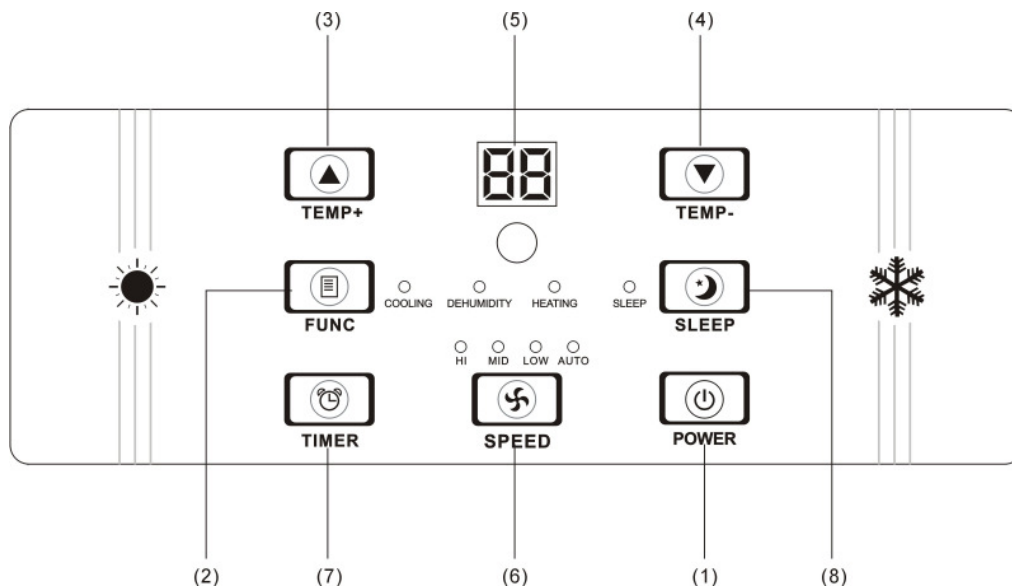 (3) (5) (4)
88
TEMP+ TEMP-
COOLING DEHUMIDITY HEATING SLEEP
FUNC SLEEP
HI MID LOW AUTO
TIMER SPEED POWER
(2) (7) (6) (1) (8)